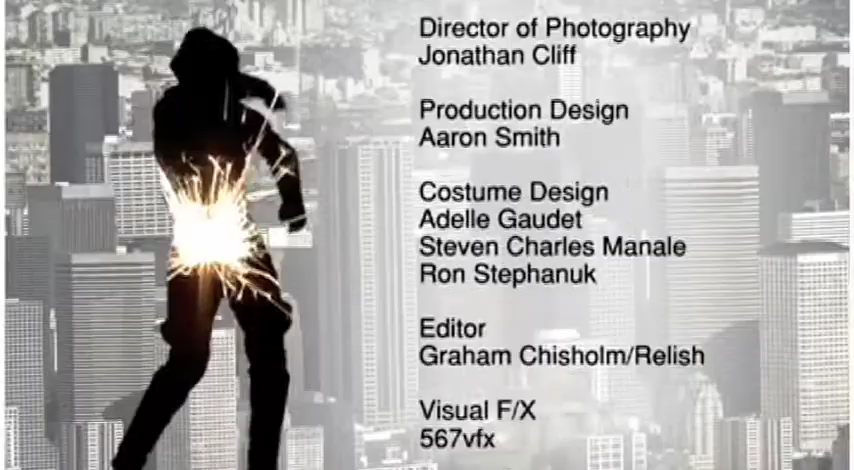 Director of Photography
Jonathan Cliff
Production Design
Aaron Smith
Costume Design
Adelle Gaudet
Steven Charles Manale
Ron Stephanuk
Editor
Graham Chisholm/Relish
Visual F/X
567vfx